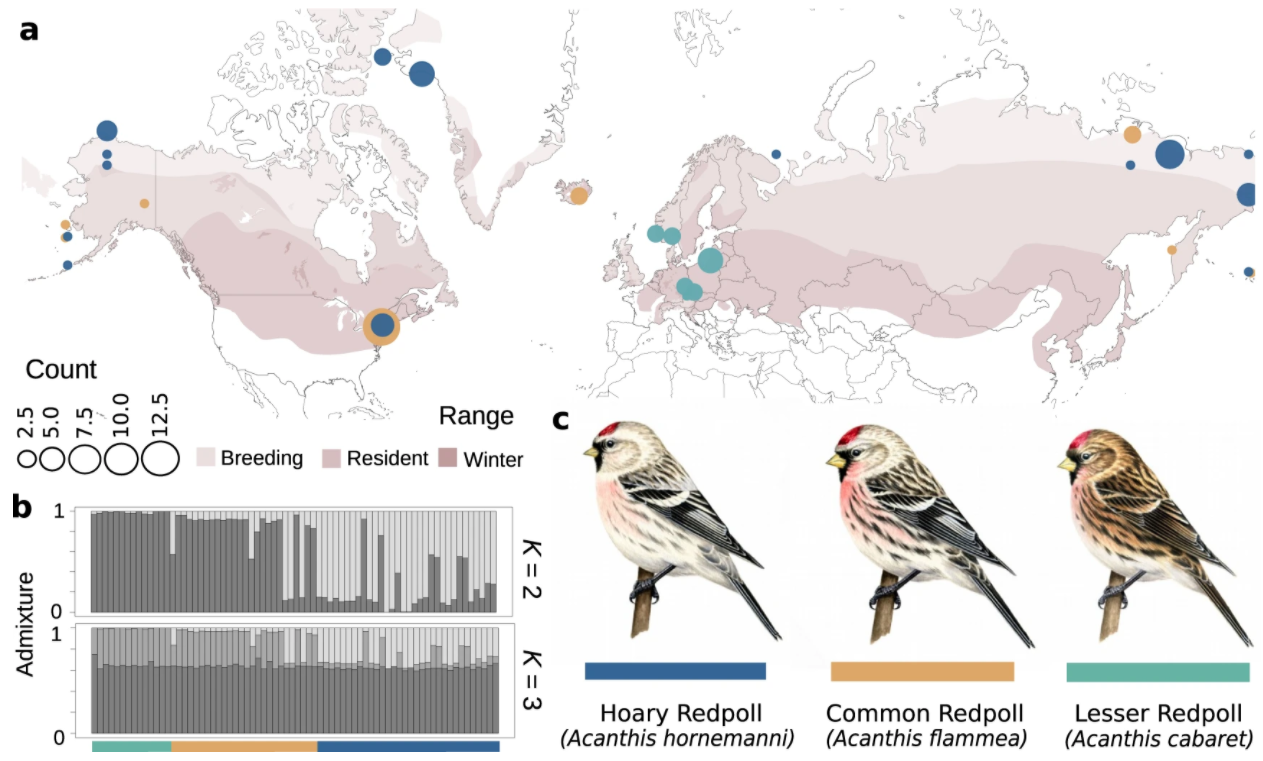 a
Count
2.5 5.0 7.5 10.0 12.5
Range
Breeding Resident Winter
b
Admixture
1
0
K = 2
1
0
K = 3
c
Hoary Redpoll
(Acanthis hornemanni)
Common Redpoll
(Acanthis flammea)
Lesser Redpoll
(Acanthis cabaret)